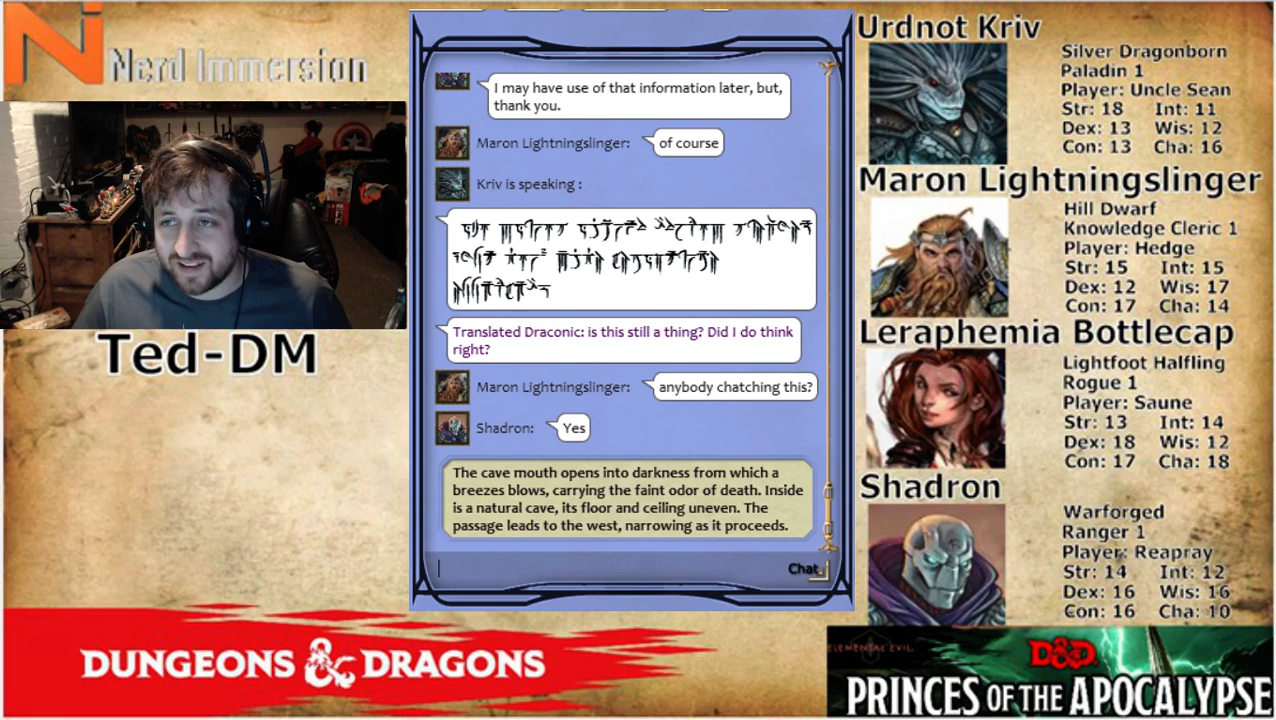 Nerd Immersion
Ted-DM
DUNGEONS & DRAGONS
I may have use of that information later, but,
thank you.
Maron Lightningslinger: of course
Kriv is speaking :
Translated Draconic: is this still a thing? Did I do think
right?
Maron Lightningslinger: anybody chatching this?
Shadron: Yes
The cave mouth opens into darkness from which a
breezes blows, carrying the faint odor of death. Inside
is a natural cave, its floor and ceiling uneven. The
passage leads to the west, narrowing as it proceeds.
Chat
Urdnot Kriv
Silver Dragonborn
Paladin 1
Player: Uncle Sean
Str: 18 Int: 11
Dex: 13 Wis: 12
Con: 13 Cha: 16
Maron Lightningslinger
Hill Dwarf
Knowledge Cleric 1
Player: Hedge
Str: 15 Int: 15
Dex: 12 Wis: 17
Con: 17 Cha: 14
Leraphemia Bottlecap
Lightfoot Halfling
Rogue 1
Player: Saune
Str: 13 Int: 14
Dex: 18 Wis: 12
Con: 17 Cha: 18
Shadron
Warforged
Ranger 1
Player: Reapray
Str: 14 Int: 12
Dex: 16 Wis: 16
Con: 16 Cha: 10
ELEMENTAL EVIL
D&D
PRINCES OF THE APOCALYPSE